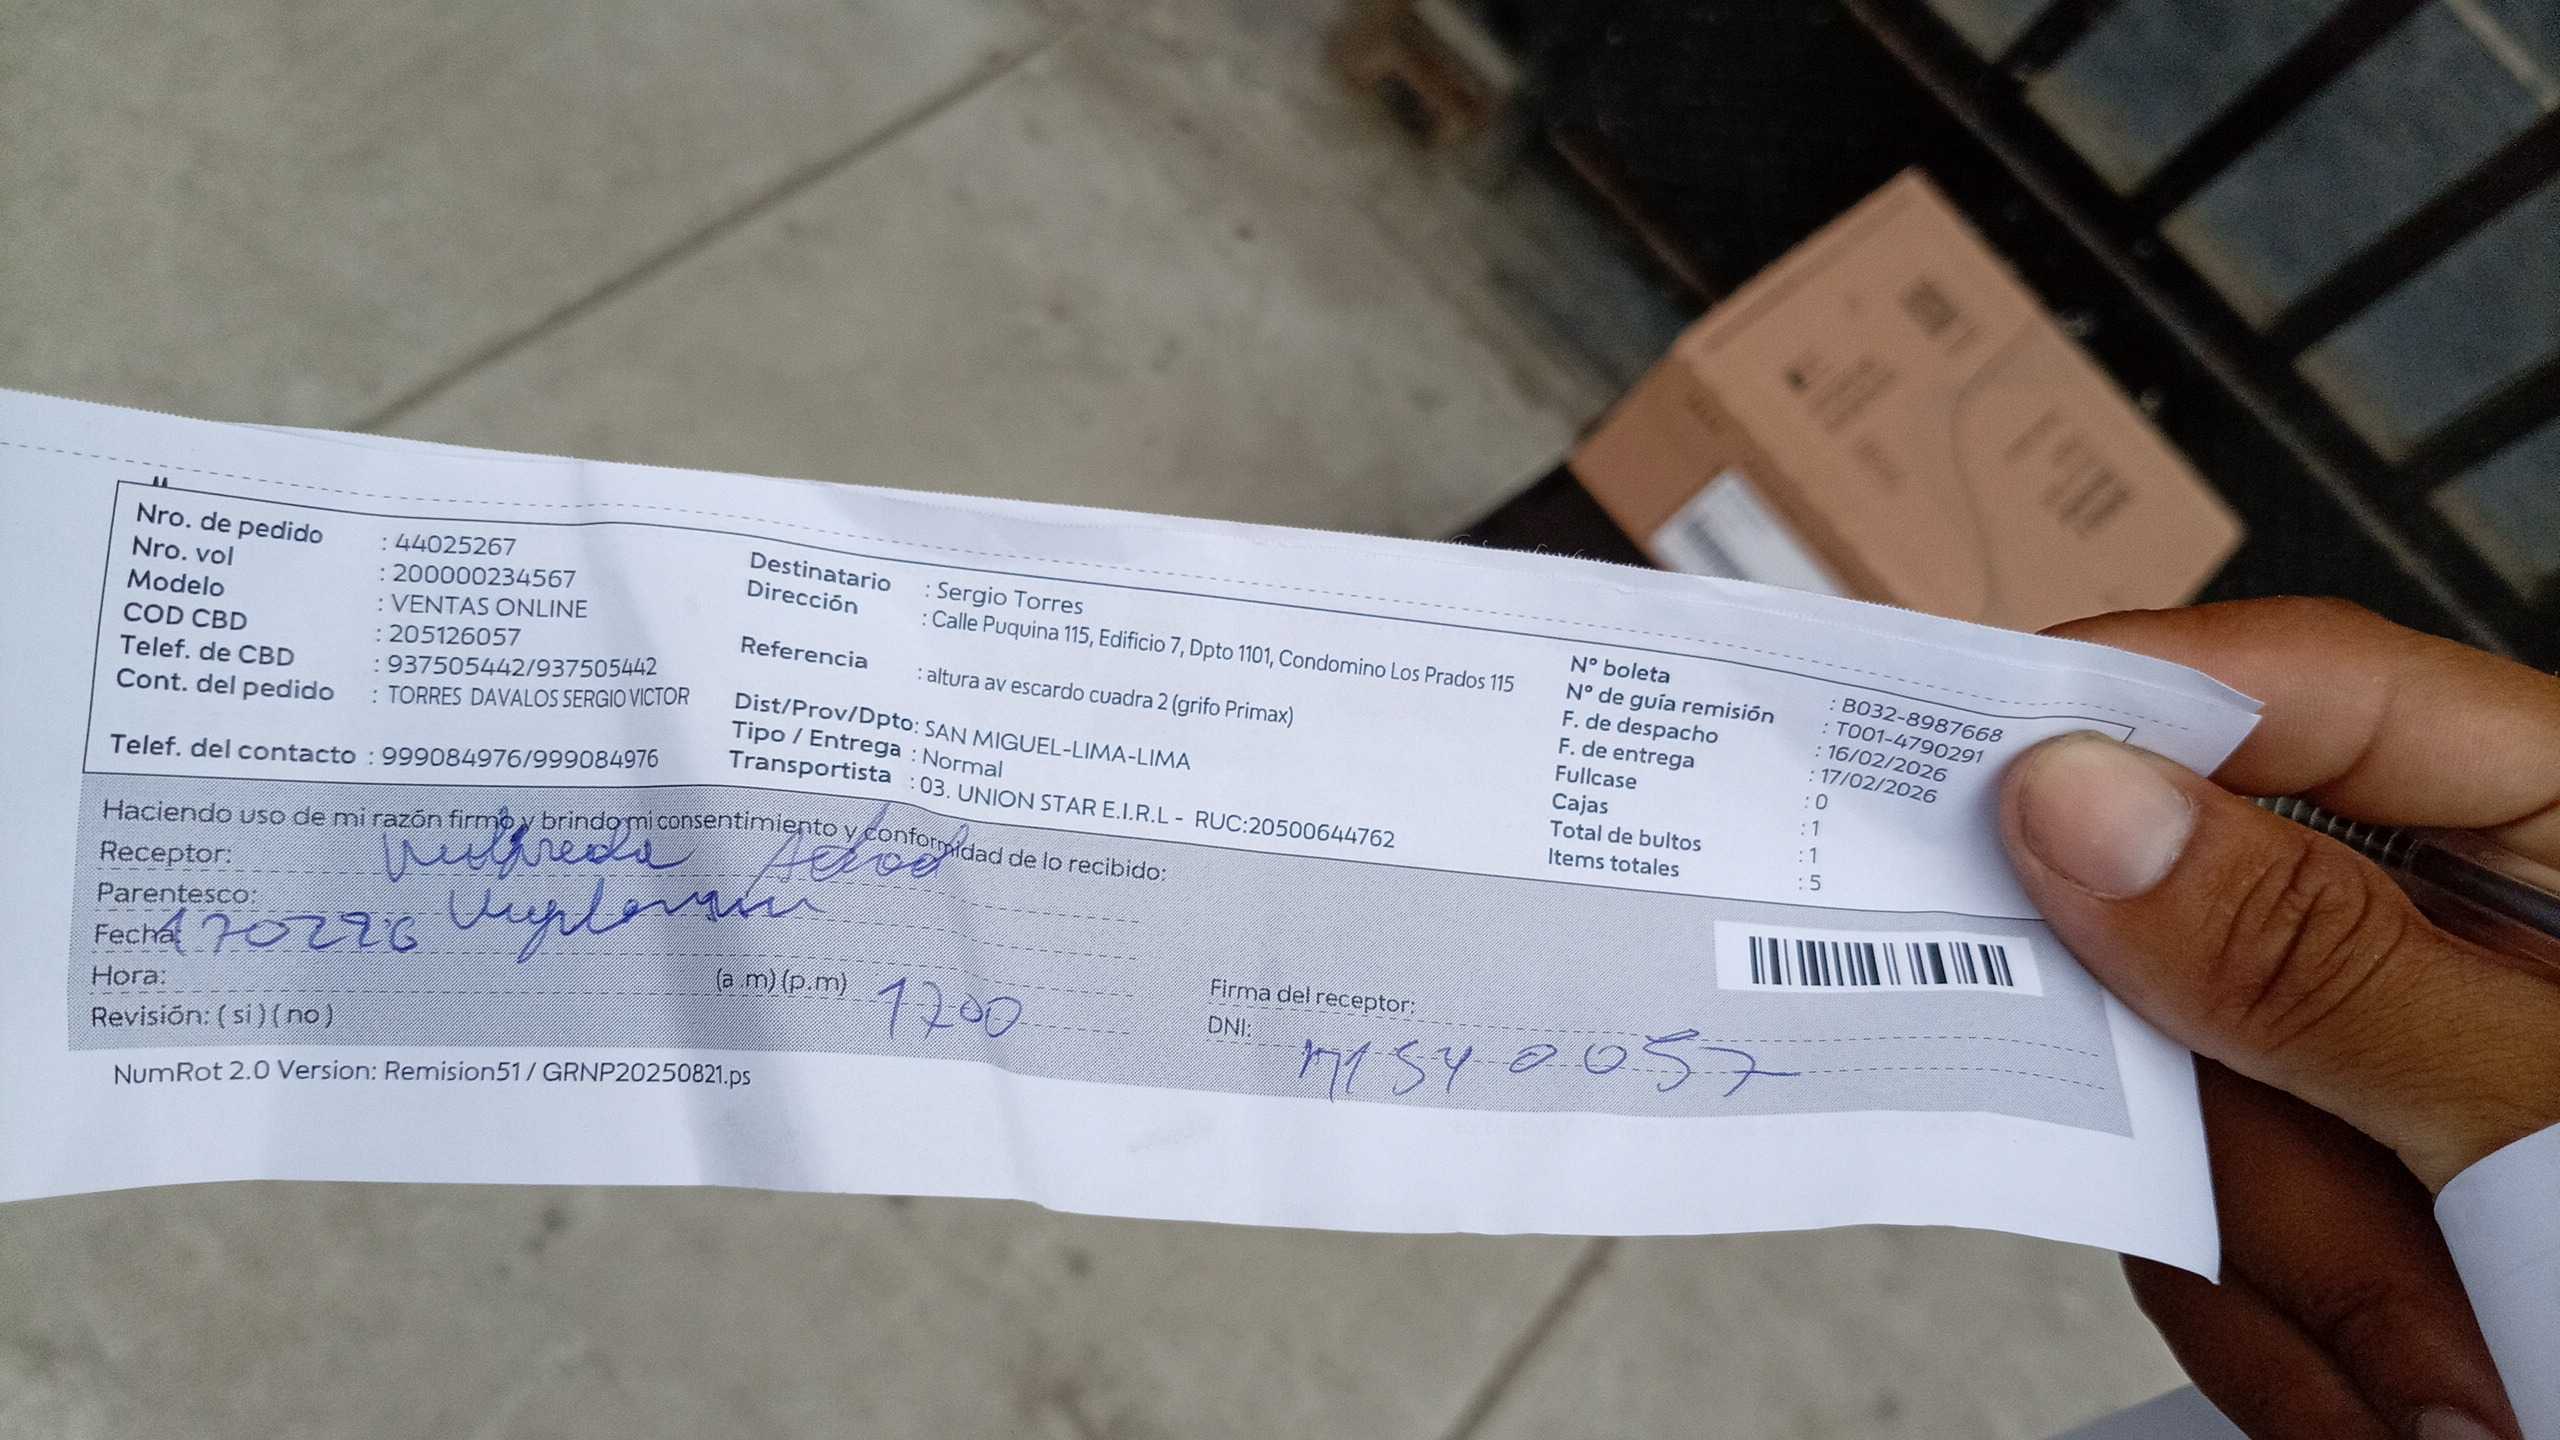 Nro. de pedido : 44025267
Nro. vol : 200000234567
Modelo : VENTAS ONLINE
COD CBD : 205126057
Telef. de CBD : 937505442/937505442
Cont. del pedido : TORRES DAVALOS SERGIO VICTOR
Telef. del contacto : 999084976/999084976
Destinatario : Sergio Torres
Dirección : Calle Puquina 115, Edificio 7, Dpto 1101, Condomino Los Prados 115
Referencia : altura av escardo cuadra 2 (grifo Primax)
Dist/Prov/Dpto: SAN MIGUEL-LIMA-LIMA
Tipo / Entrega : Normal
Transportista : 03. UNION STAR E.I.R.L - RUC:20500644762
N° boleta : B032-8987668
N° de guía remisión : T001-4790291
F. de despacho : 16/02/2026
F. de entrega : 17/02/2026
Fullcase : 0
Cajas : 1
Total de bultos : 1
Items totales : 5
Haciendo uso de mi razón firmo y brindo mi consentimiento y conformidad de lo recibido:
Receptor:
Parentesco:
Fecha: 170226
Hora: (a.m) (p.m) 1700
Revisión: ( si ) ( no )
Firma del receptor:
DNI:
NumRot 2.0 Version: Remision51 / GRNP20250821.ps